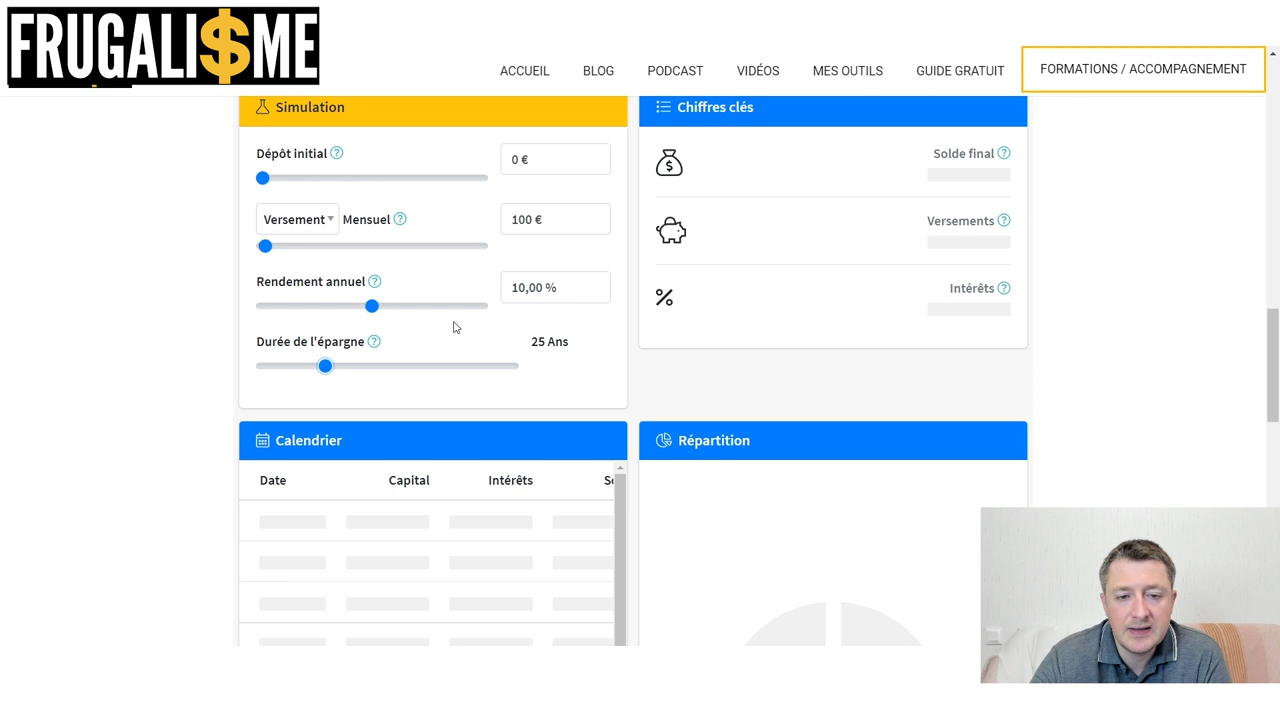 FRUGALI$ME
ACCUEIL
BLOG
PODCAST
VIDÉOS
MES OUTILS
GUIDE GRATUIT
FORMATIONS / ACCOMPAGNEMENT
Simulation
Dépôt initial ?
0 €
Versement Mensuel ?
100 €
Rendement annuel ?
10,00 %
Durée de l'épargne ?
25 Ans
Chiffres clés
Solde final ?
Versements ?
Intérêts ?
Calendrier
Date Capital Intérêts
Répartition